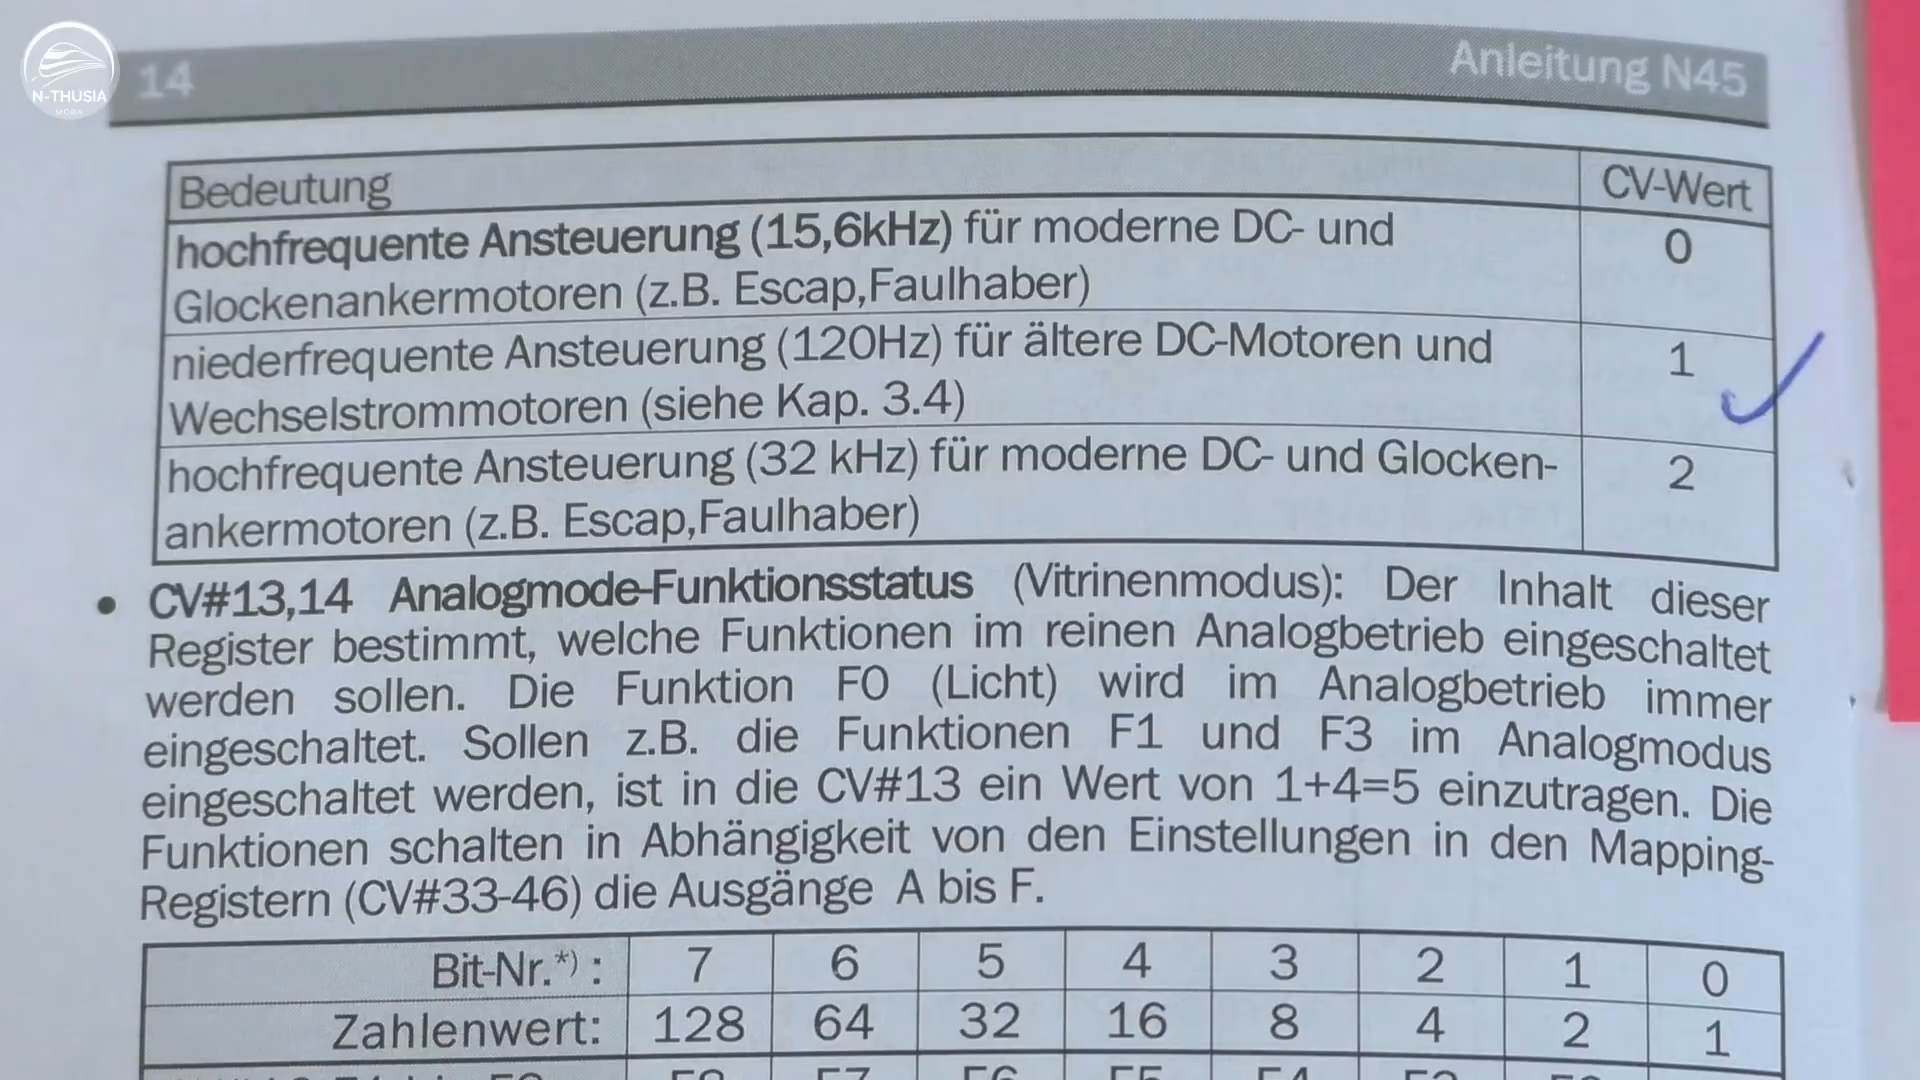 N-THUSIA
MOBA
14
Anleitung N45
Bedeutung
CV-Wert
hochfrequente Ansteuerung (15,6kHz) für moderne DC- und
0
Glockenankermotoren (z.B. Escap,Faulhaber)
niederfrequente Ansteuerung (120Hz) für ältere DC-Motoren und
1
Wechselstrommotoren (siehe Kap. 3.4)
hochfrequente Ansteuerung (32 kHz) für moderne DC- und Glocken-
2
ankermotoren (z.B. Escap,Faulhaber)
• CV#13,14 Analogmode-Funktionsstatus (Vitrinenmodus): Der Inhalt dieser
Register bestimmt, welche Funktionen im reinen Analogbetrieb eingeschaltet
werden sollen. Die Funktion F0 (Licht) wird im Analogbetrieb immer
eingeschaltet. Sollen z.B. die Funktionen F1 und F3 im Analogmodus
eingeschaltet werden, ist in die CV#13 ein Wert von 1+4=5 einzutragen. Die
Funktionen schalten in Abhängigkeit von den Einstellungen in den Mapping-
Registern (CV#33-46) die Ausgänge A bis F.
Bit-Nr.*) : 7 6 5 4 3 2 1 0
Zahlenwert: 128 64 32 16 8 4 2 1